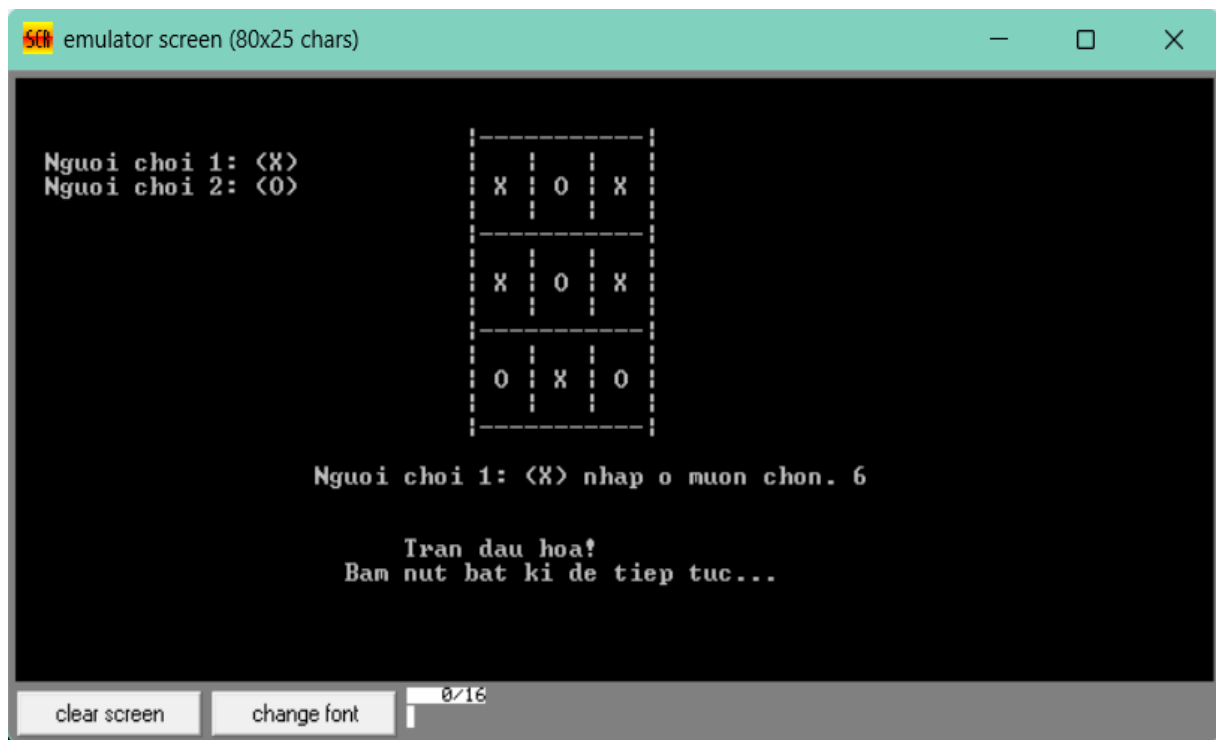 SCR emulator screen (80x25 chars)
Nguoi choi 1: (X)
Nguoi choi 2: (O)
X O X
X O X
O X O
Nguoi choi 1: (X) nhap o muon chon. 6
Tran dau hoa!
Bam nut bat ki de tiep tuc...
clear screen change font 0/16